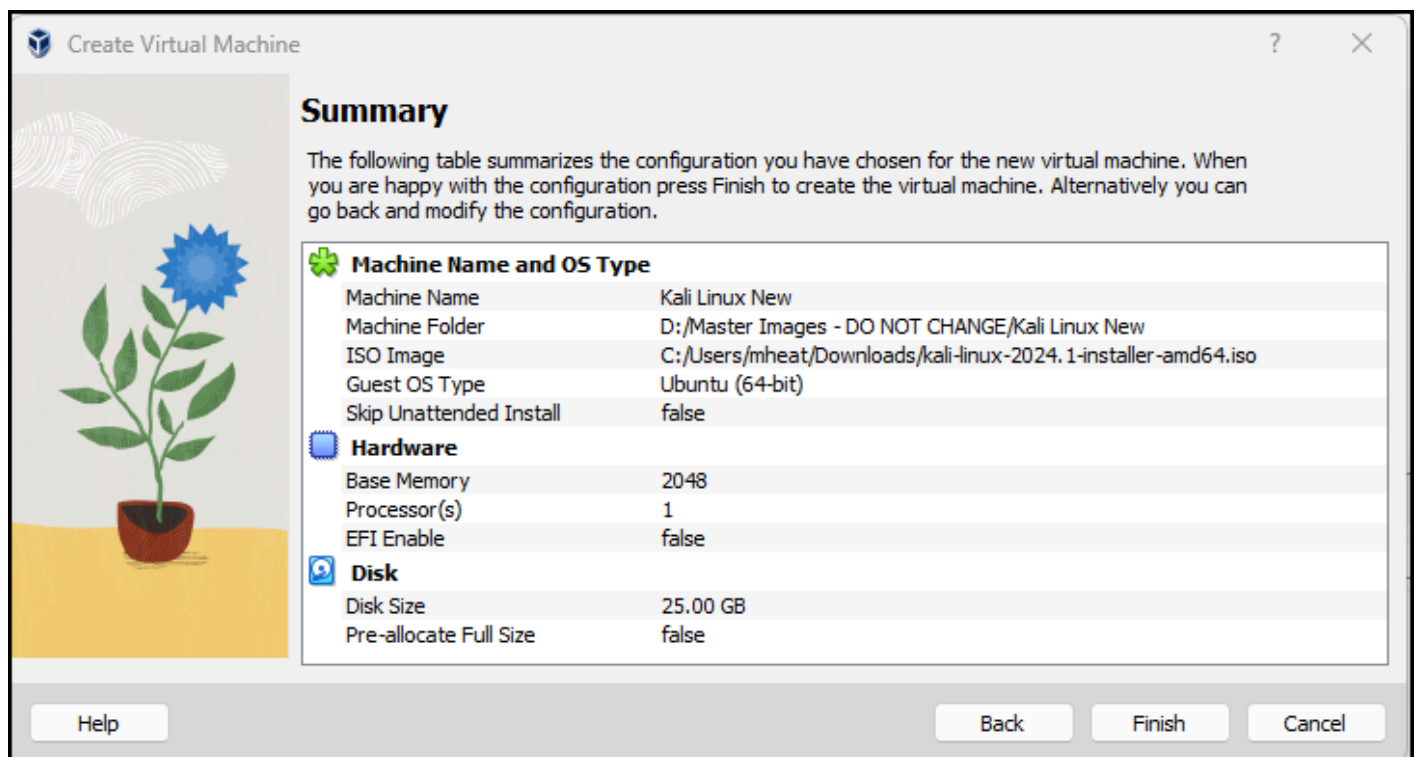 Create Virtual Machine
?
Summary
The following table summarizes the configuration you have chosen for the new virtual machine. When
you are happy with the configuration press Finish to create the virtual machine. Alternatively you can
go back and modify the configuration.
Machine Name and OS Type
Machine Name Kali Linux New
Machine Folder D:/Master Images - DO NOT CHANGE/Kali Linux New
ISO Image C:/Users/mheat/Downloads/kali-linux-2024.1-installer-amd64.iso
Guest OS Type Ubuntu (64-bit)
Skip Unattended Install false
Hardware
Base Memory 2048
Processor(s) 1
EFI Enable false
Disk
Disk Size 25.00 GB
Pre-allocate Full Size false
Help Back Finish Cancel